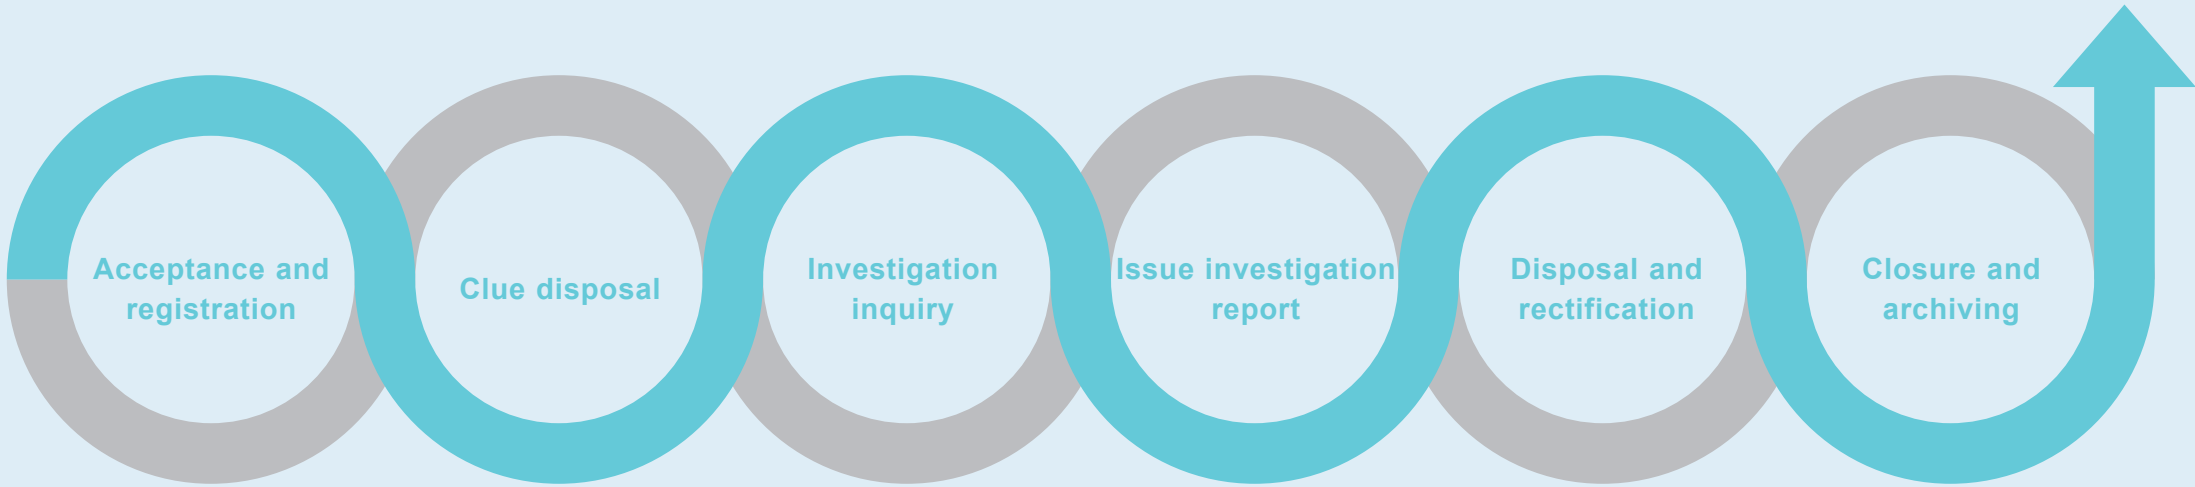 Acceptance and
registration
Clue disposal
Investigation
inquiry
Issue investigation
report
Disposal and
rectification
Closure and
archiving